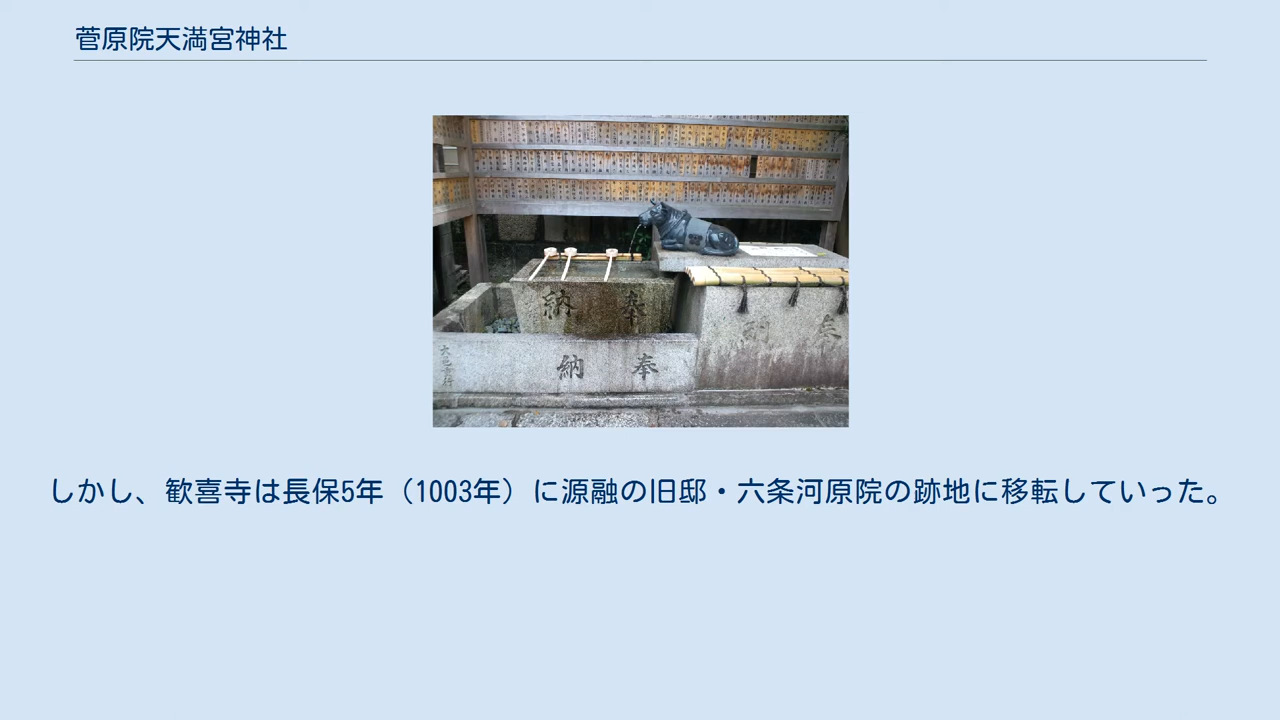 菅原院天満宮神社
納 奉
納 奉
しかし、歓喜寺は長保5年（1003年）に源融の旧邸・六条河原院の跡地に移転していった。